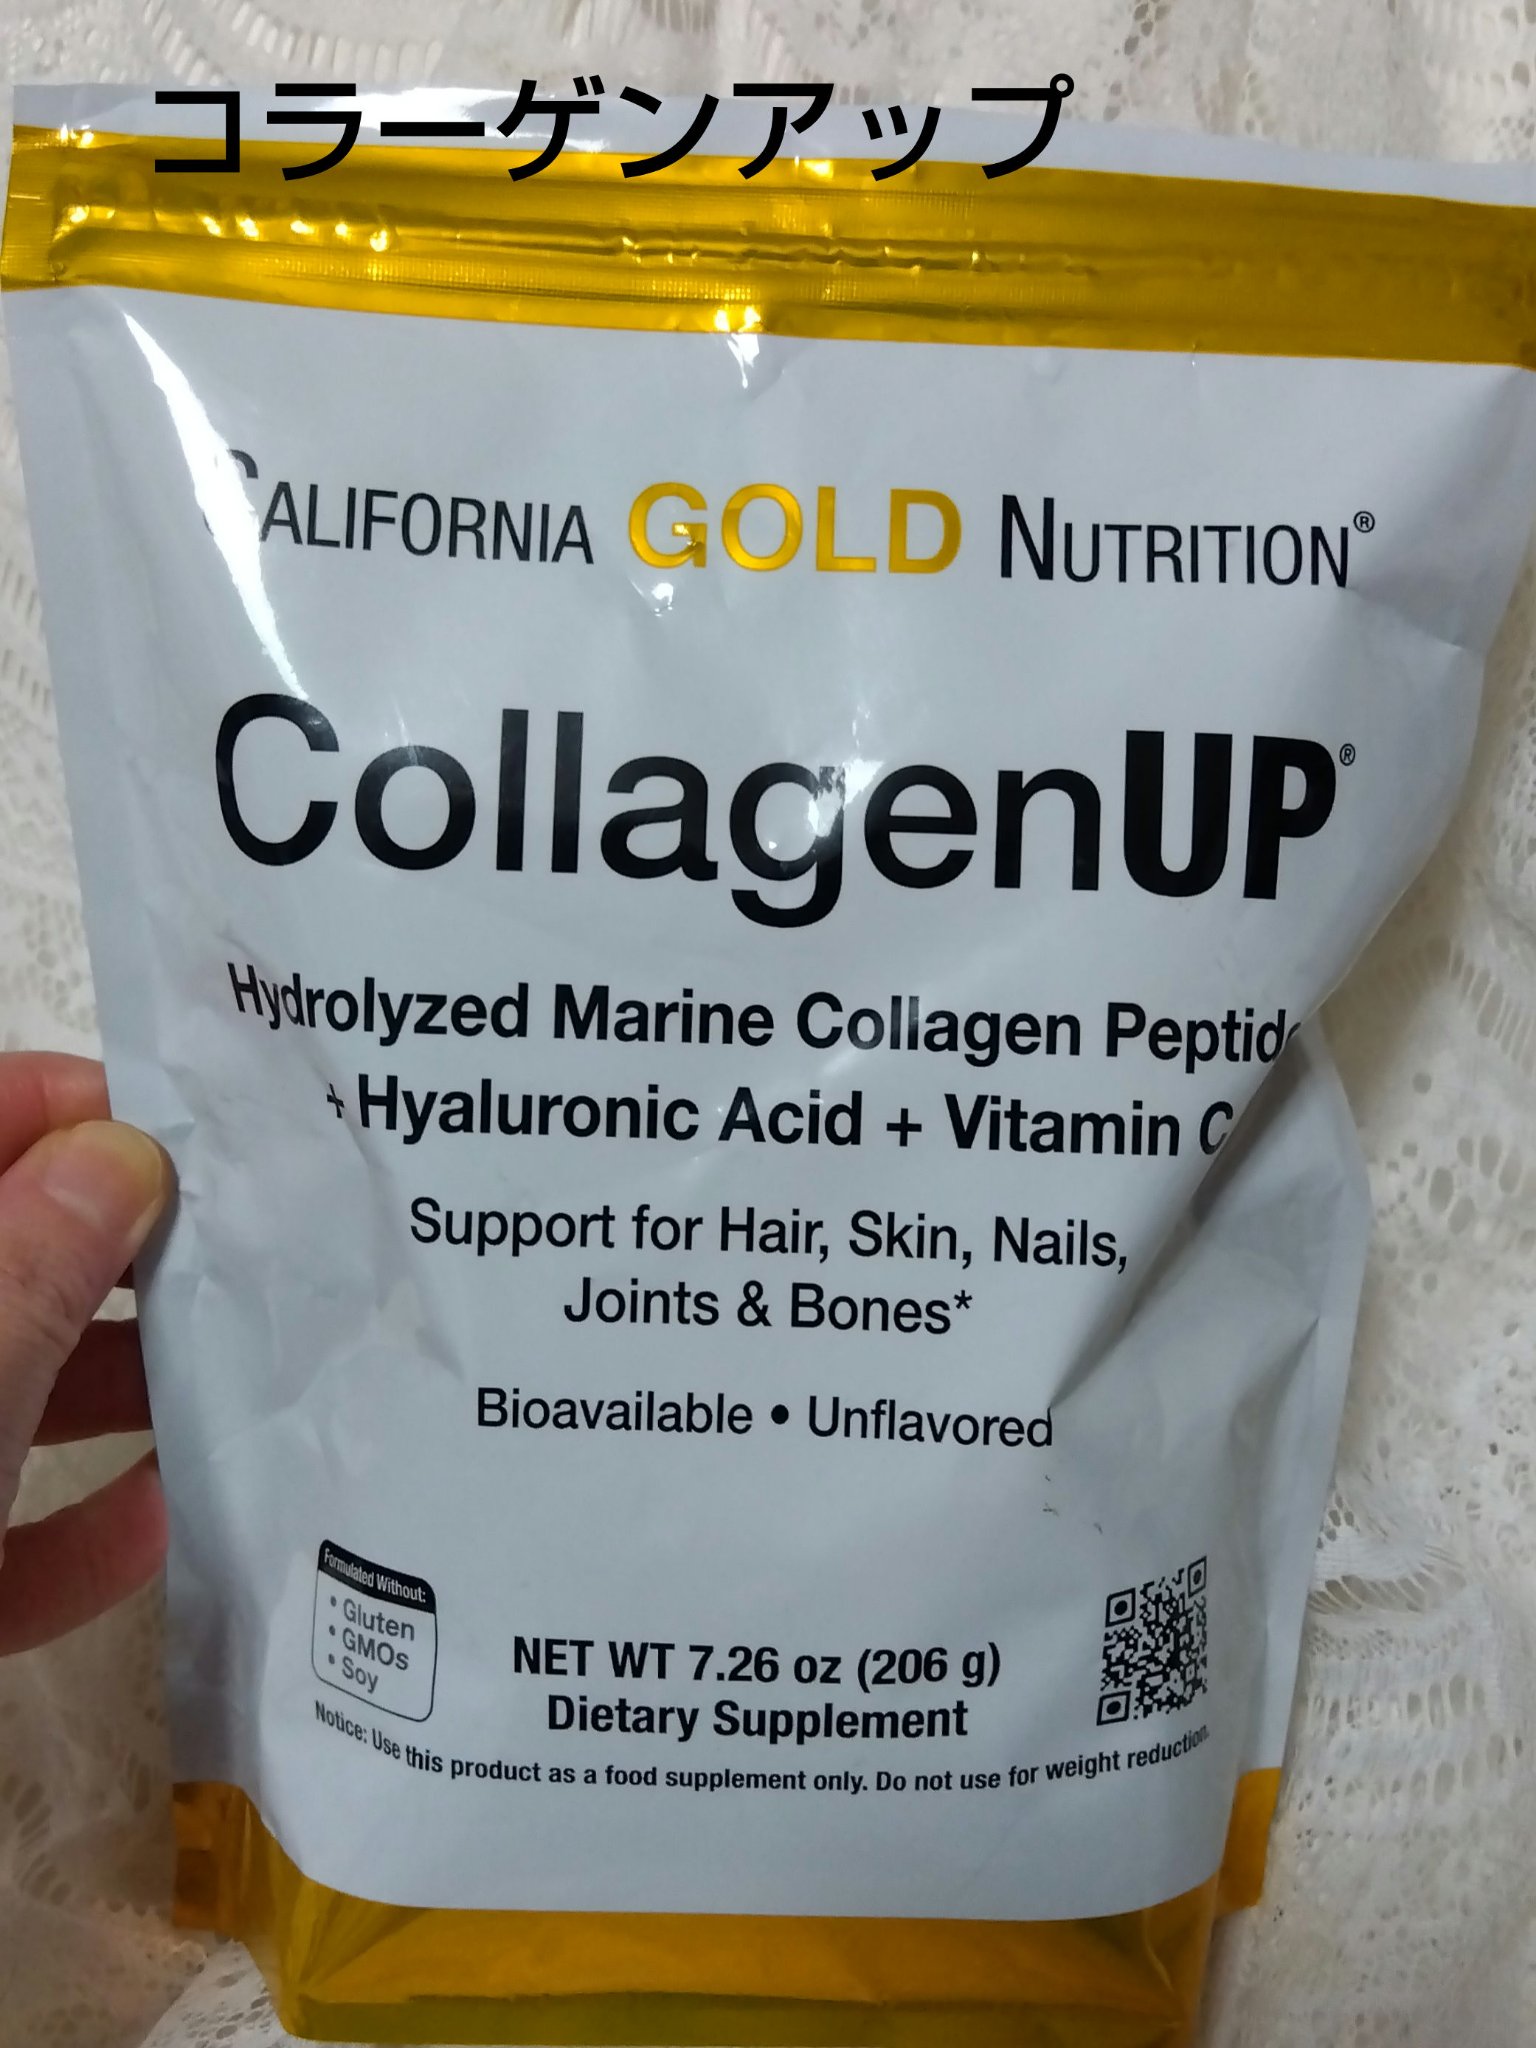 コラーゲンアップ
CALIFORNIA GOLD NUTRITION®
CollagenUP®
Hydrolyzed Marine Collagen Peptide
+ Hyaluronic Acid + Vitamin C
Support for Hair, Skin, Nails,
Joints & Bones*
Bioavailable • Unflavored
Formulated Without:
• Gluten
• GMOs
• Soy
NET WT 7.26 oz (206 g)
Dietary Supplement
Notice: Use this product as a food supplement only. Do not use for weight reduction.